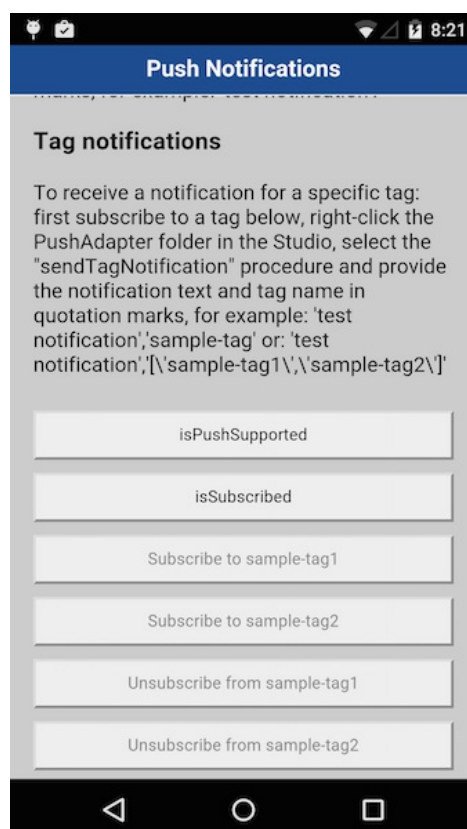 8:21
Push Notifications
Tag notifications
To receive a notification for a specific tag:
first subscribe to a tag below, right-click the
PushAdapter folder in the Studio, select the
"sendTagNotification" procedure and provide
the notification text and tag name in
quotation marks, for example: 'test
notification','sample-tag' or: 'test
notification','[\'sample-tag1\',\'sample-tag2\']'
isPushSupported
isSubscribed
Subscribe to sample-tag1
Subscribe to sample-tag2
Unsubscribe from sample-tag1
Unsubscribe from sample-tag2